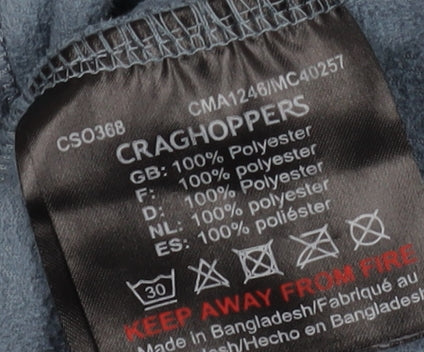 CSO368 CMA1246/MC40257
CRAGHOPPERS
GB: 100% Polyester
F: 100% Polyester
D: 100% polyester
NL: 100% Polyester
ES: 100% poliéster
30
KEEP AWAY FROM FIRE
Made in Bangladesh/Fabriqué au
Bangladesh/Hecho en Bangladesh